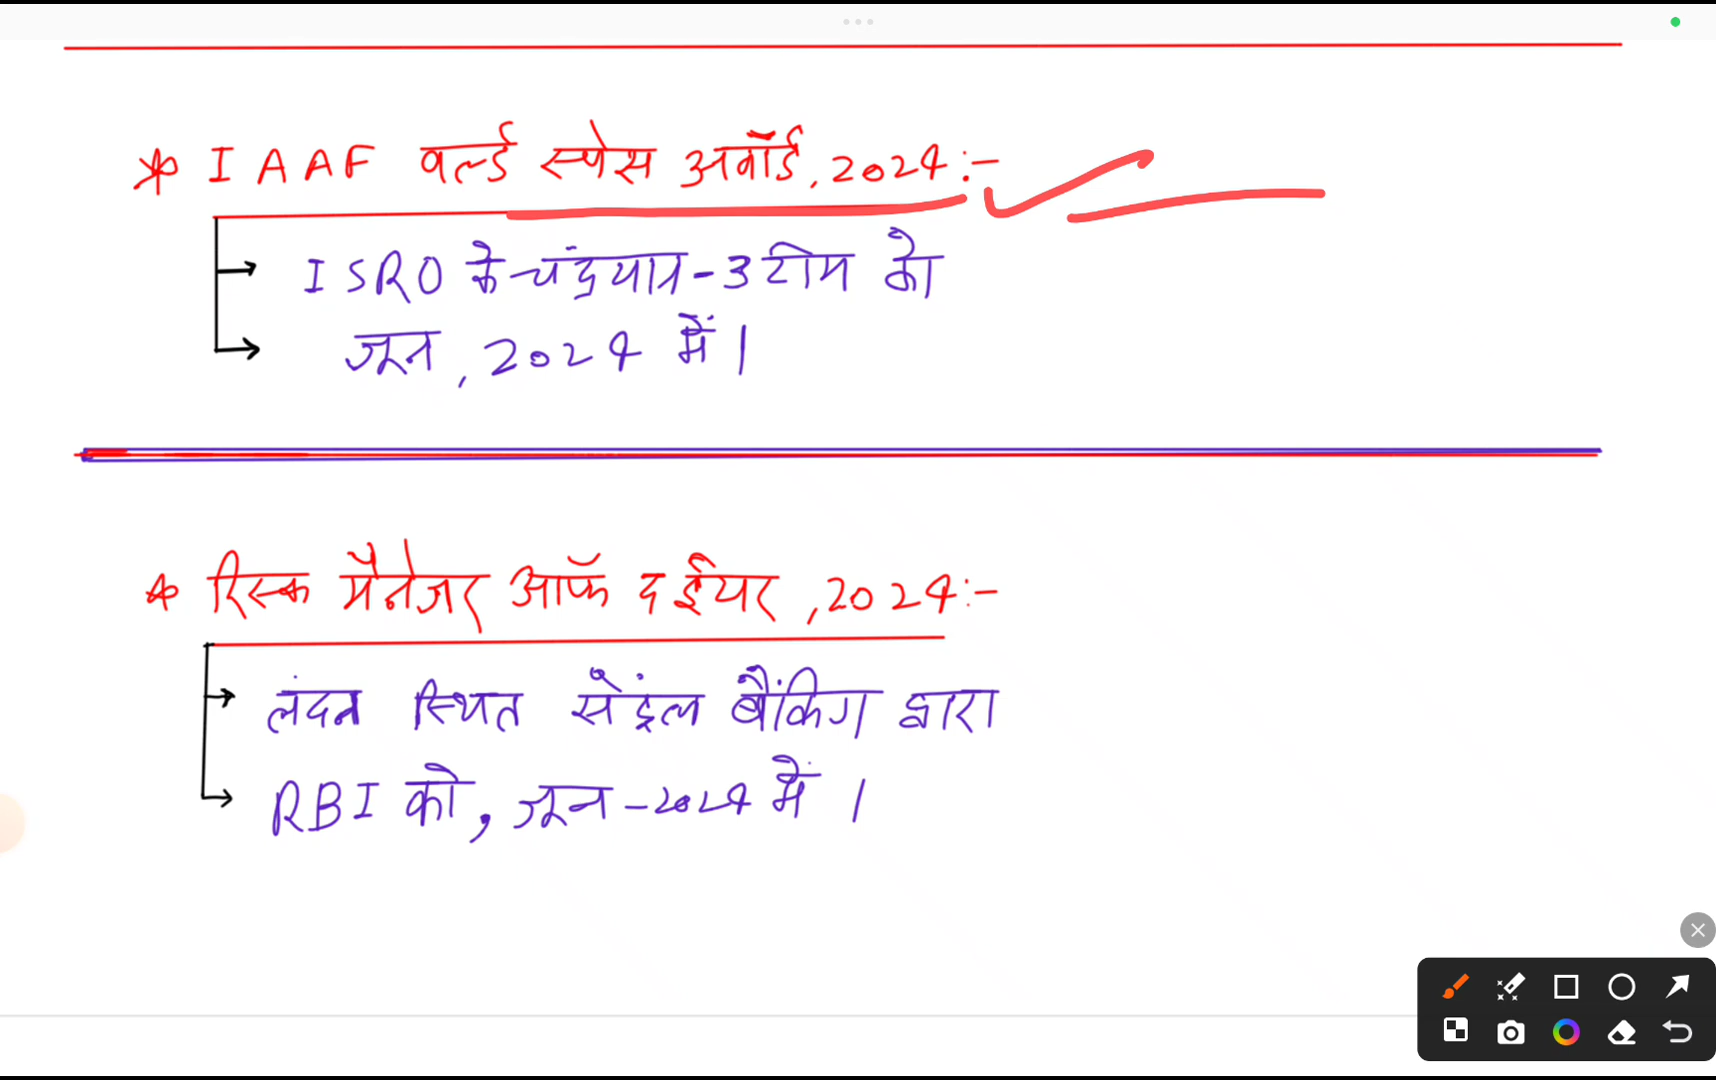 * IAAF वर्ल्ड स्पेस अवॉर्ड, 2024:-
ISRO के चंद्रयान-3 टीम को
जून, 2024 में।
* रिस्क मैनेजर ऑफ द ईयर, 2024:-
लंदन स्थित सेंट्रल बैंकिंग द्वारा
RBI को, जून-2024 में।